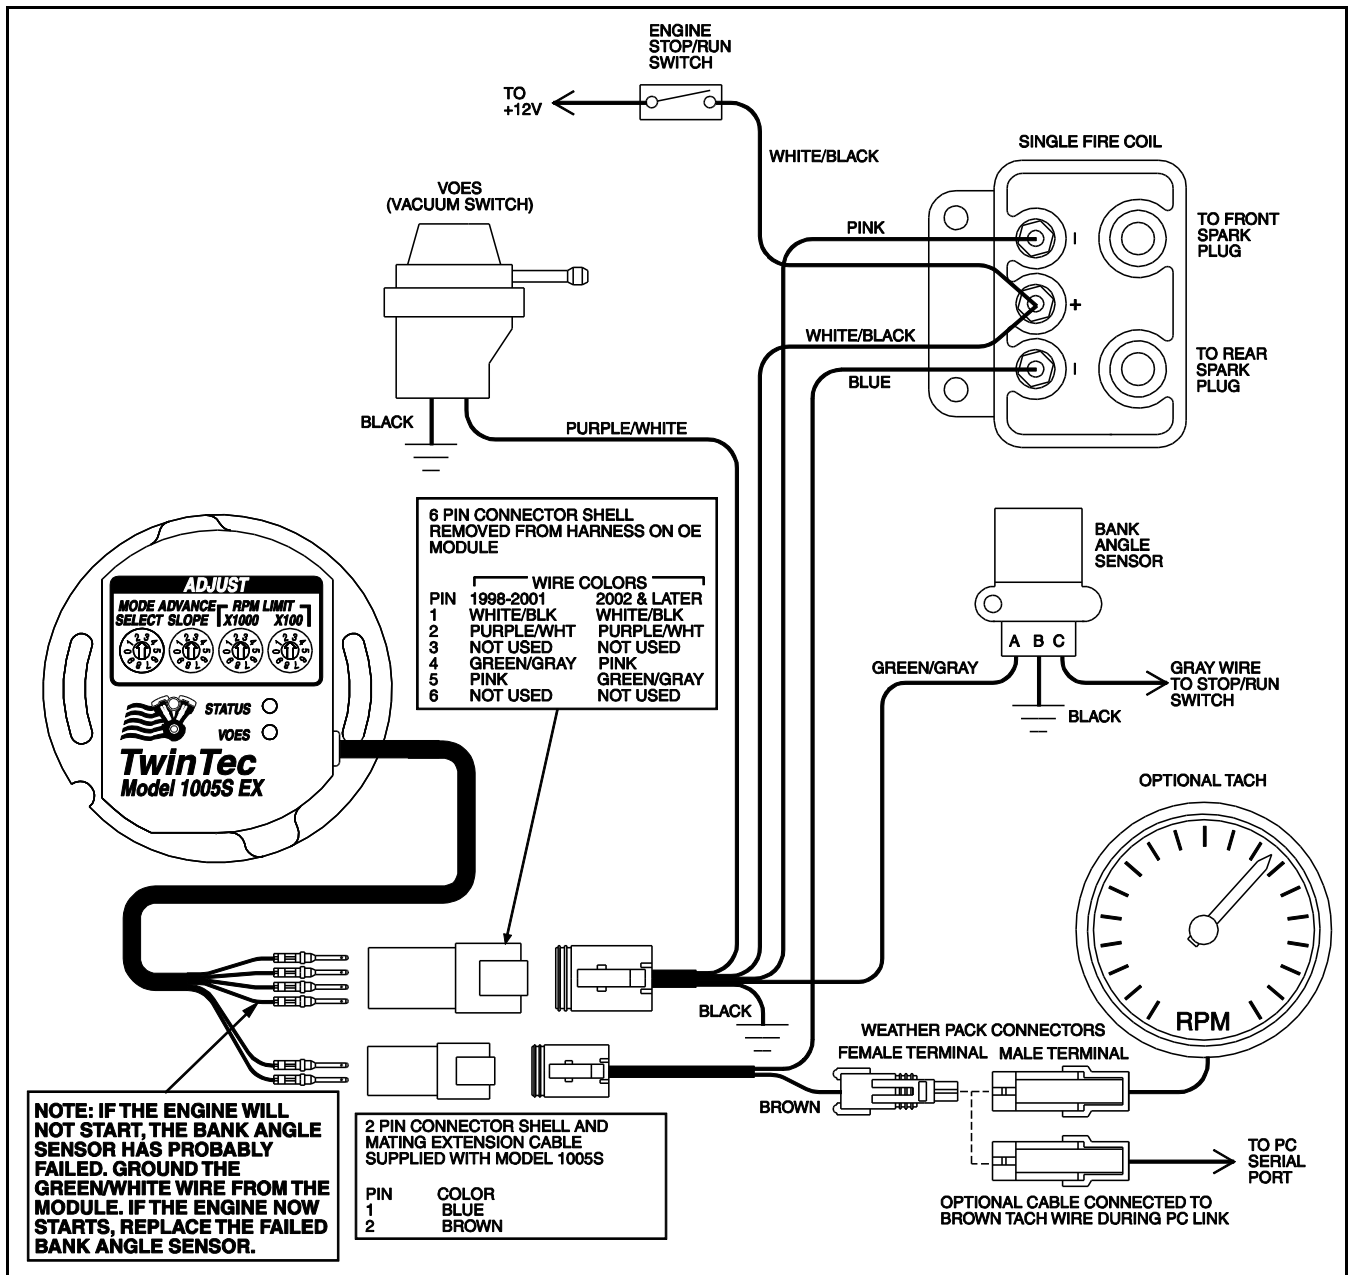 ENGINE
STOP/RUN
SWITCH
TO
+12V
WHITE/BLACK
SINGLE FIRE COIL
VOES
(VACUUM SWITCH)
PINK
TO FRONT
SPARK
PLUG
WHITE/BLACK
TO REAR
SPARK
PLUG
BLUE
BLACK
PURPLE/WHITE
6 PIN CONNECTOR SHELL
REMOVED FROM HARNESS ON OE
MODULE
WIRE COLORS
PIN 1998-2001 2002 & LATER
1 WHITE/BLK WHITE/BLK
2 PURPLE/WHT PURPLE/WHT
3 NOT USED NOT USED
4 GREEN/GRAY PINK
5 PINK GREEN/GRAY
6 NOT USED NOT USED
BANK
ANGLE
SENSOR
A B C
GREEN/GRAY
GRAY WIRE
TO STOP/RUN
SWITCH
BLACK
ADJUST
MODE ADVANCE RPM LIMIT
SELECT SLOPE X1000 X100
STATUS
VOES
TwinTec
Model 1005S EX
OPTIONAL TACH
RPM
BLACK
WEATHER PACK CONNECTORS
FEMALE TERMINAL MALE TERMINAL
BROWN
NOTE: IF THE ENGINE WILL
NOT START, THE BANK ANGLE
SENSOR HAS PROBABLY
FAILED. GROUND THE
GREEN/WHITE WIRE FROM THE
MODULE. IF THE ENGINE NOW
STARTS, REPLACE THE FAILED
BANK ANGLE SENSOR.
2 PIN CONNECTOR SHELL AND
MATING EXTENSION CABLE
SUPPLIED WITH MODEL 1005S
PIN COLOR
1 BLUE
2 BROWN
TO PC
SERIAL
PORT
OPTIONAL CABLE CONNECTED TO
BROWN TACH WIRE DURING PC LINK